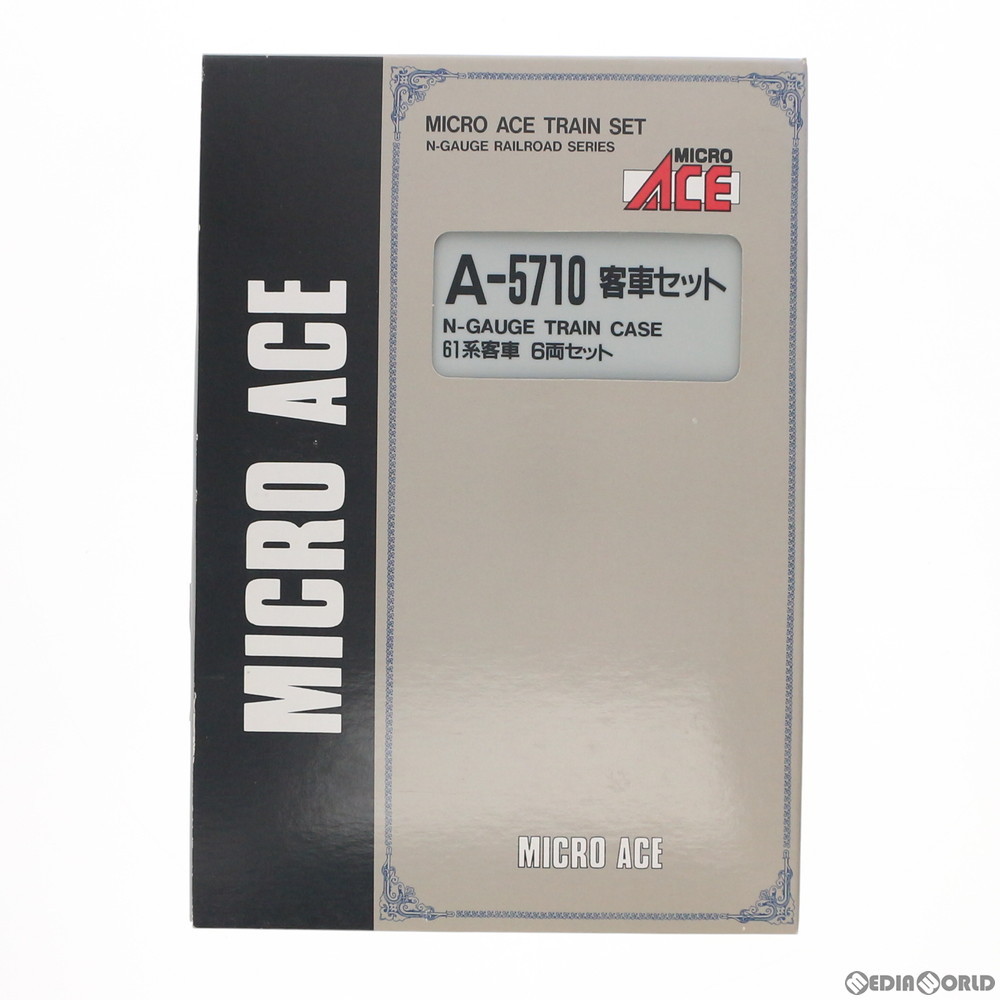 MICRO ACE
MICRO ACE TRAIN SET
N-GAUGE RAILROAD SERIES
MICRO
ACE
A-5710 客車セット
N-GAUGE TRAIN CASE
61系客車 6両セット
MICRO ACE
MEDIAWORLD